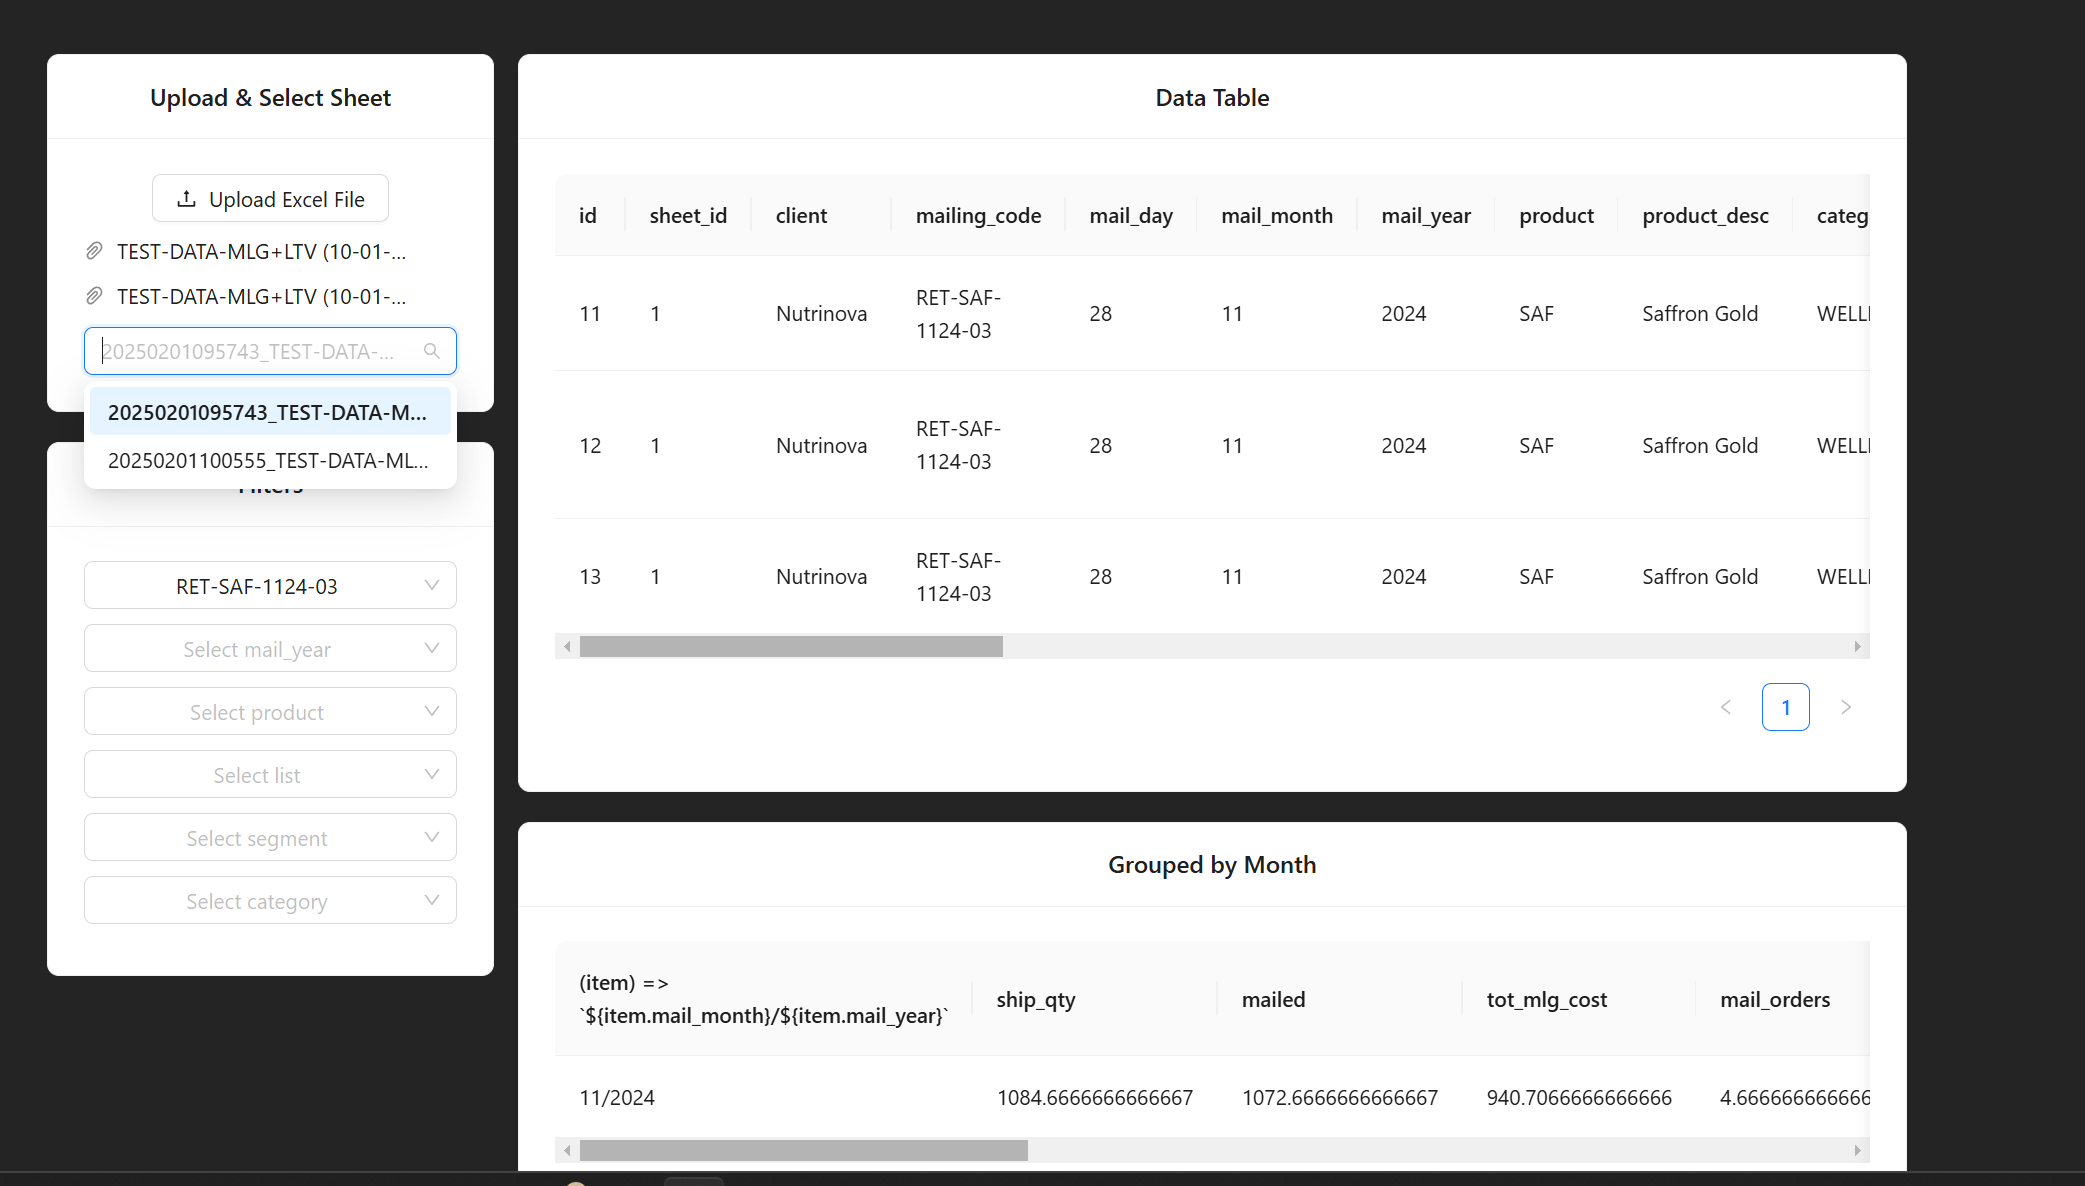 Upload & Select Sheet
Upload Excel File
TEST-DATA-MLG+LTV (10-01-...
TEST-DATA-MLG+LTV (10-01-...
20250201095743_TEST-DATA-...
20250201095743_TEST-DATA-M...
20250201100555_TEST-DATA-ML...
Filters
RET-SAF-1124-03
Select mail_year
Select product
Select list
Select segment
Select category
Data Table
id sheet_id client mailing_code mail_day mail_month mail_year product product_desc categ
11 1 Nutrinova RET-SAF-
1124-03 28 11 2024 SAF Saffron Gold WELL
12 1 Nutrinova RET-SAF-
1124-03 28 11 2024 SAF Saffron Gold WELL
13 1 Nutrinova RET-SAF-
1124-03 28 11 2024 SAF Saffron Gold WELL
1
Grouped by Month
(item) =>
`${item.mail_month}/${item.mail_year}` ship_qty mailed tot_mlg_cost mail_orders
11/2024 1084.6666666666667 1072.6666666666667 940.7066666666666 4.666666666666